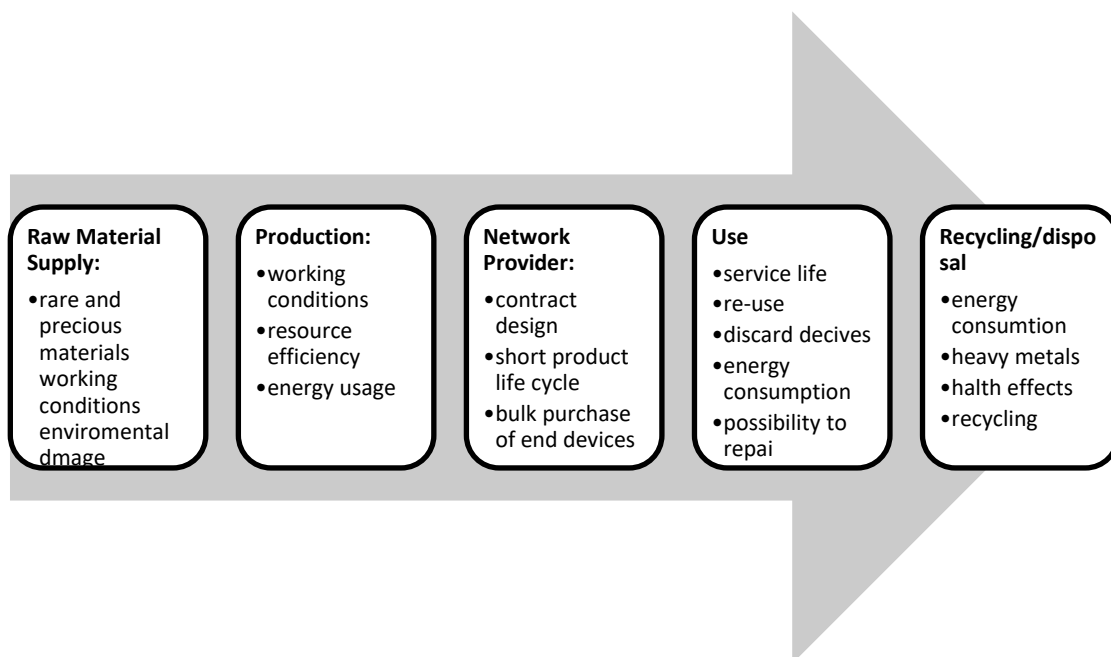 Raw Material
Supply:
•rare and
precious
materials
working
conditions
enviromental
dmage
Production:
•working
conditions
•resource
efficiency
•energy usage
Network
Provider:
•contract
design
•short product
life cycle
•bulk purchase
of end devices
Use
•service life
•re-use
•discard decives
•energy
consumption
•possibility to
repai
Recycling/dispo
sal
•energy
consumtion
•heavy metals
•halth effects
•recycling